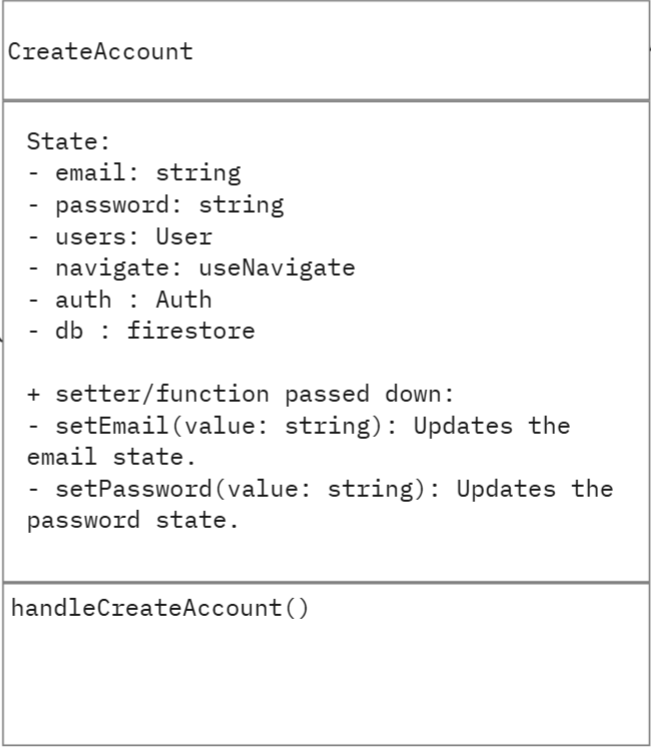 CreateAccount
State:
- email: string
- password: string
- users: User
- navigate: useNavigate
- auth : Auth
- db : firestore
+ setter/function passed down:
- setEmail(value: string): Updates the
email state.
- setPassword(value: string): Updates the
password state.
handleCreateAccount()